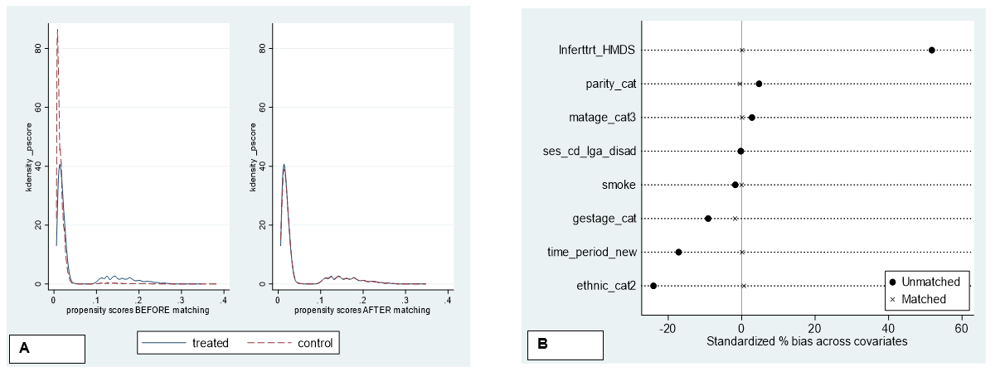 kdensity _pscore
80
60
40
20
0
0
.1
.2
.3
.4
propensity scores BEFORE matching
kdensity _pscore
80
60
40
20
0
0
.1
.2
.3
.4
propensity scores AFTER matching
treated
control
A
Inferttrt_HMDS
parity_cat
matage_cat3
ses_cd_lga_disad
smoke
gestage_cat
time_period_new
ethnic_cat2
Unmatched
Matched
-20
0
20
40
60
Standardized % bias across covariates
B